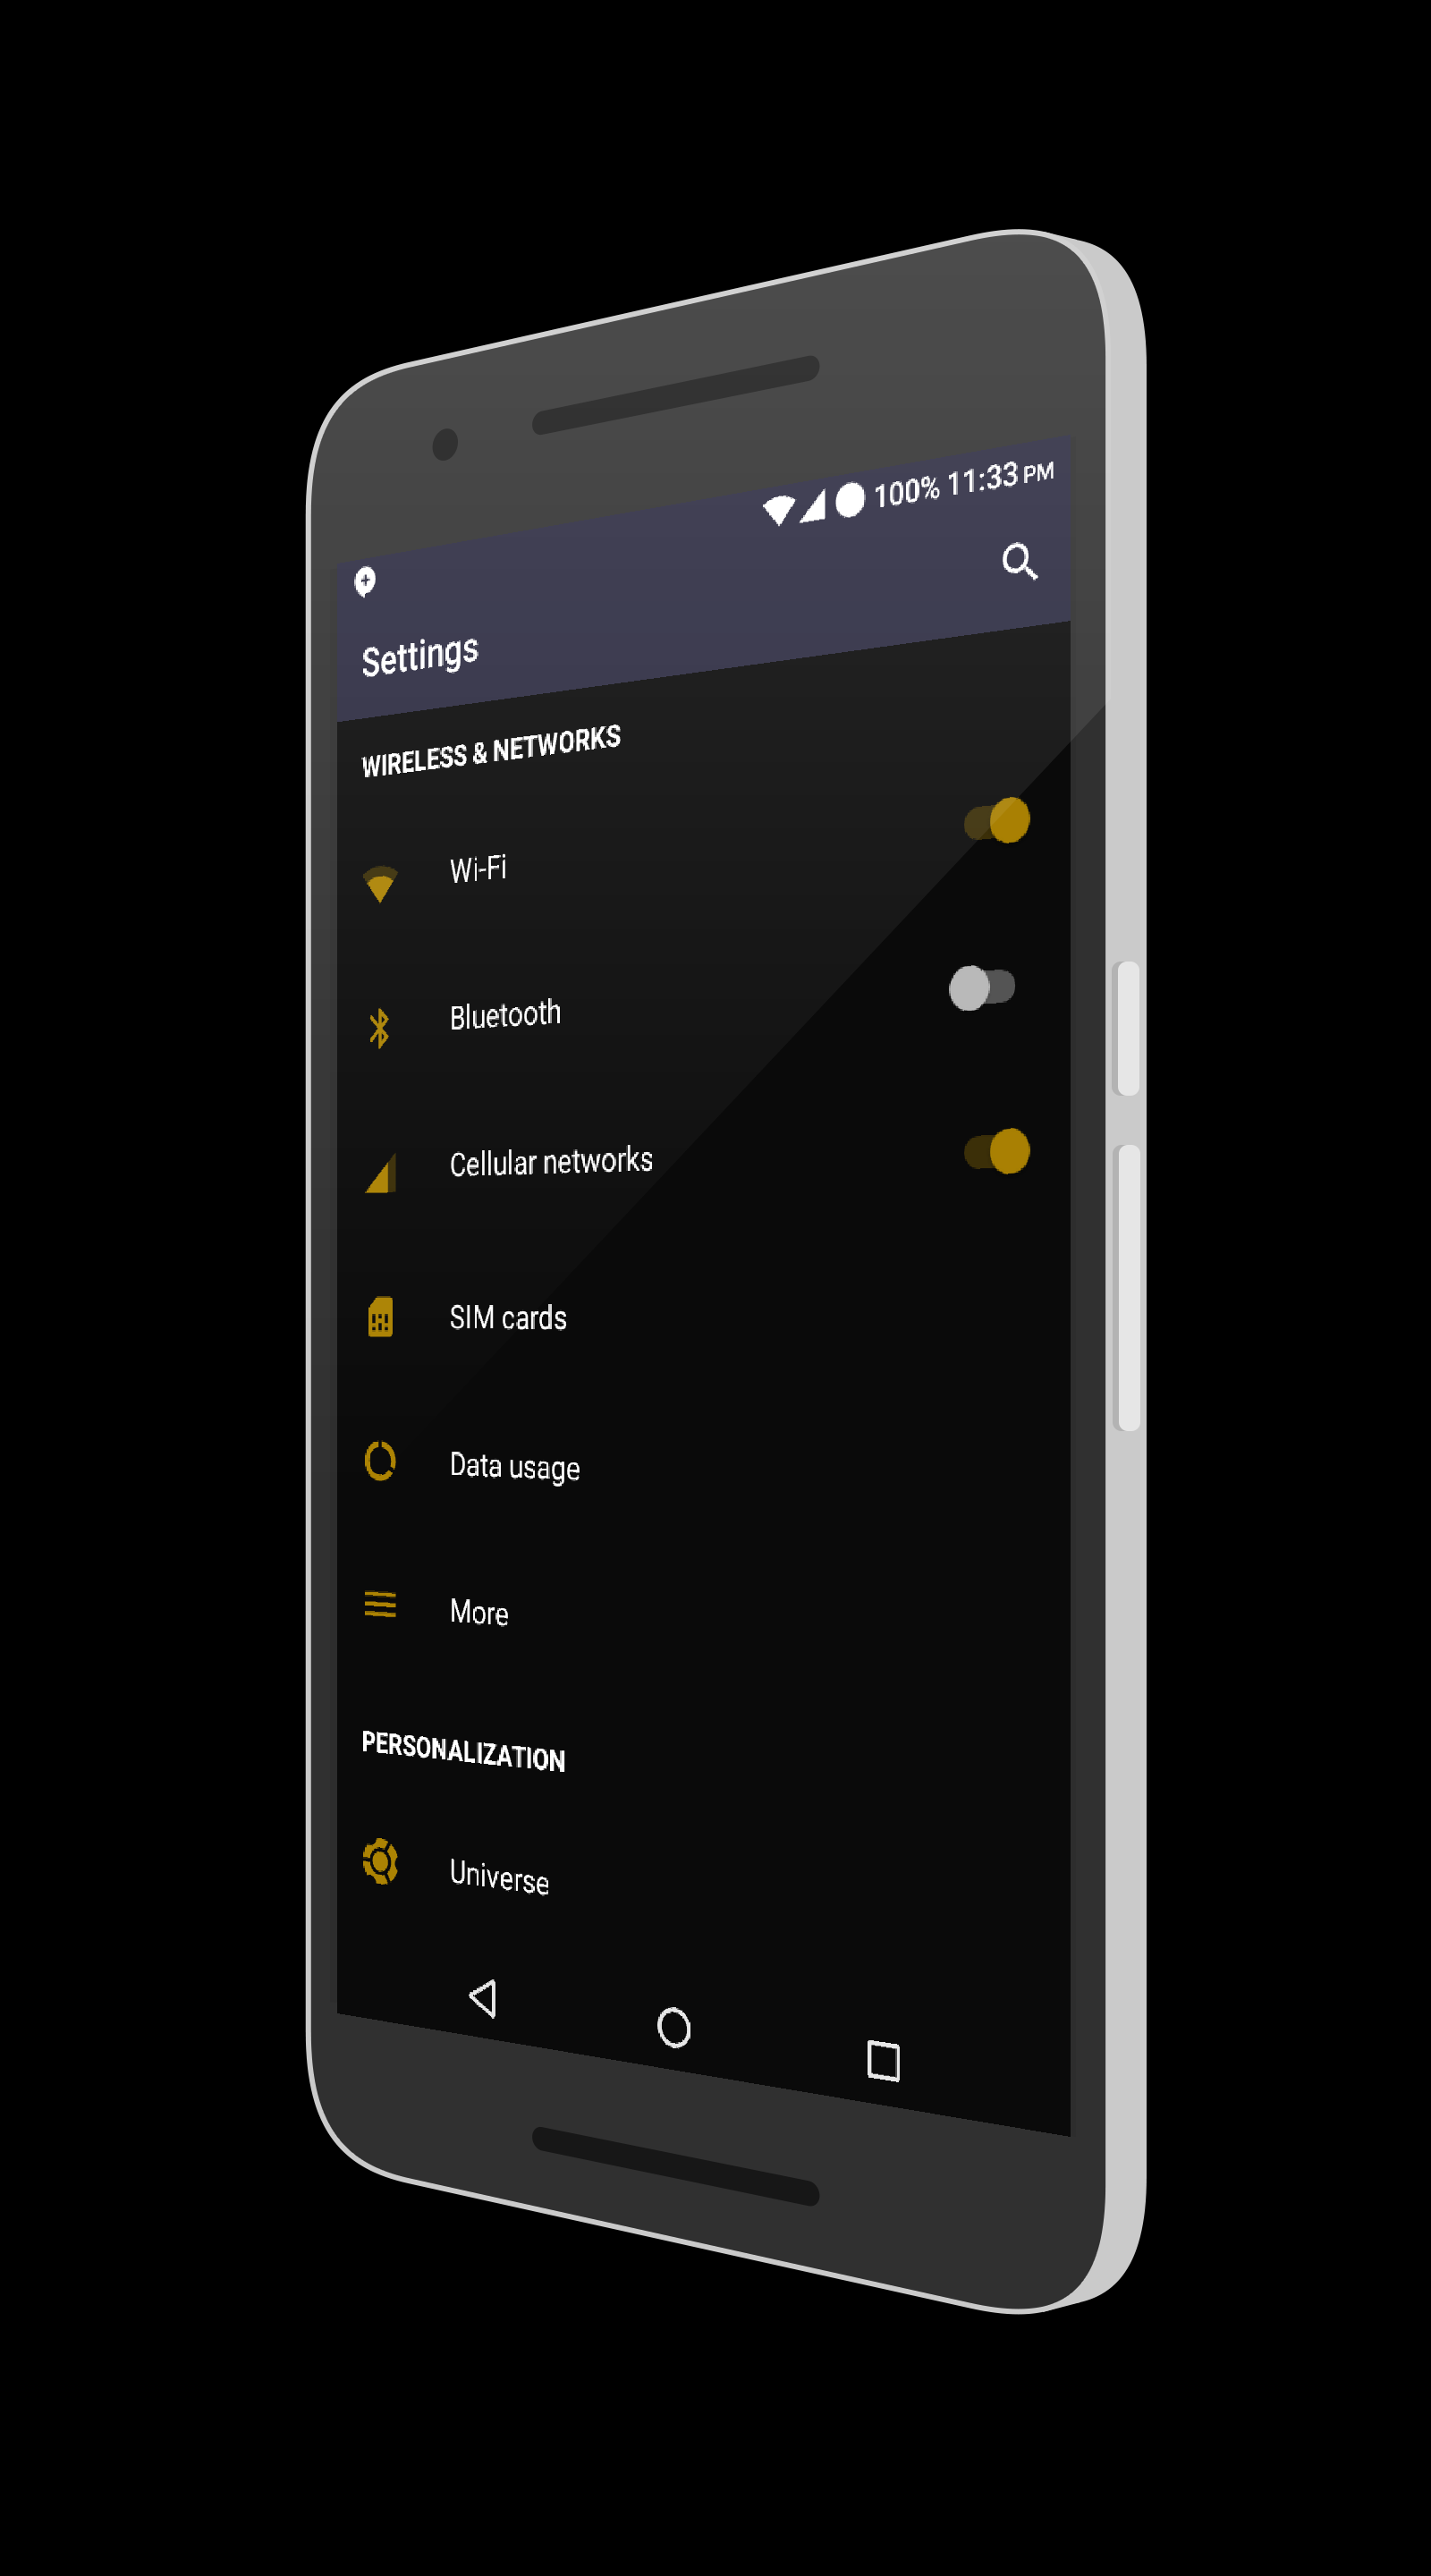 100% 11:33 PM
Settings
WIRELESS & NETWORKS
Wi-Fi
Bluetooth
Cellular networks
SIM cards
Data usage
More
PERSONALIZATION
Universe